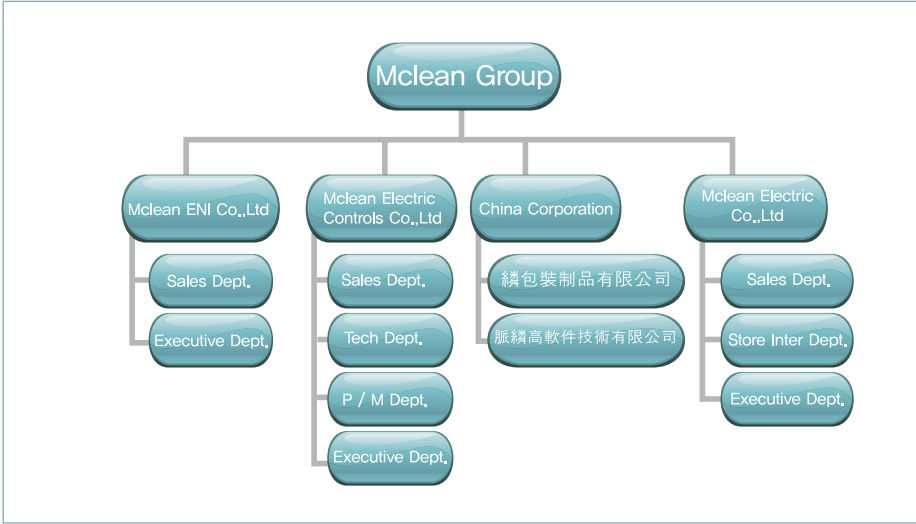 Mclean Group
Mclean ENI Co.,Ltd
Sales Dept.
Executive Dept.
Mclean Electric
Controls Co.,Ltd
Sales Dept.
Tech Dept.
P / M Dept.
Executive Dept.
China Corporation
繗包裝制品有限公司
脈繗高軟件技術有限公司
Mclean Electric
Co.,Ltd
Sales Dept.
Store Inter Dept.
Executive Dept.